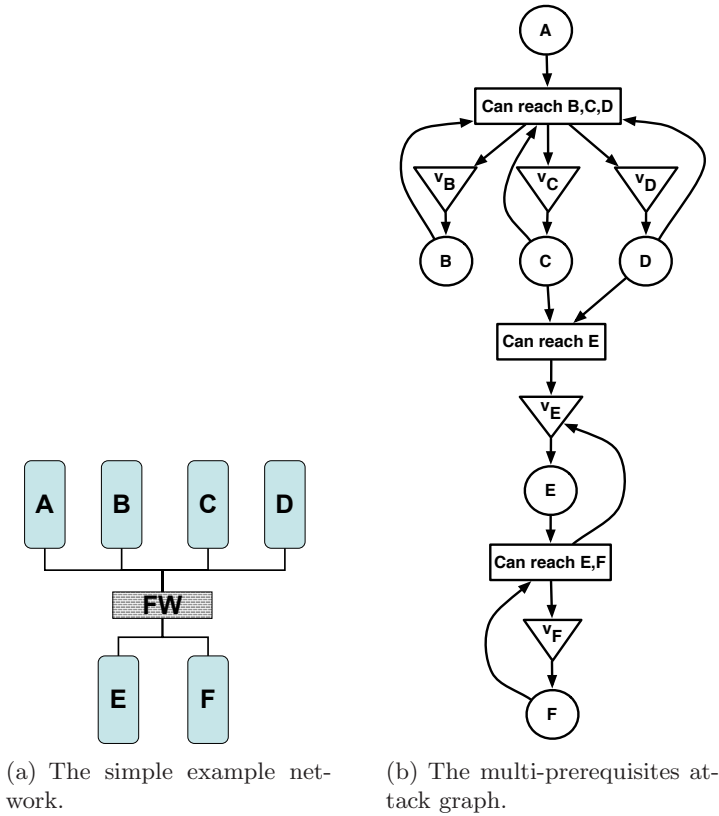 A
Can reach B,C,D
vB
vC
vD
B
C
D
Can reach E
vE
E
Can reach E,F
vF
F
A
B
C
D
FW
E
F
(a) The simple example net-
work.
(b) The multi-prerequisites at-
tack graph.